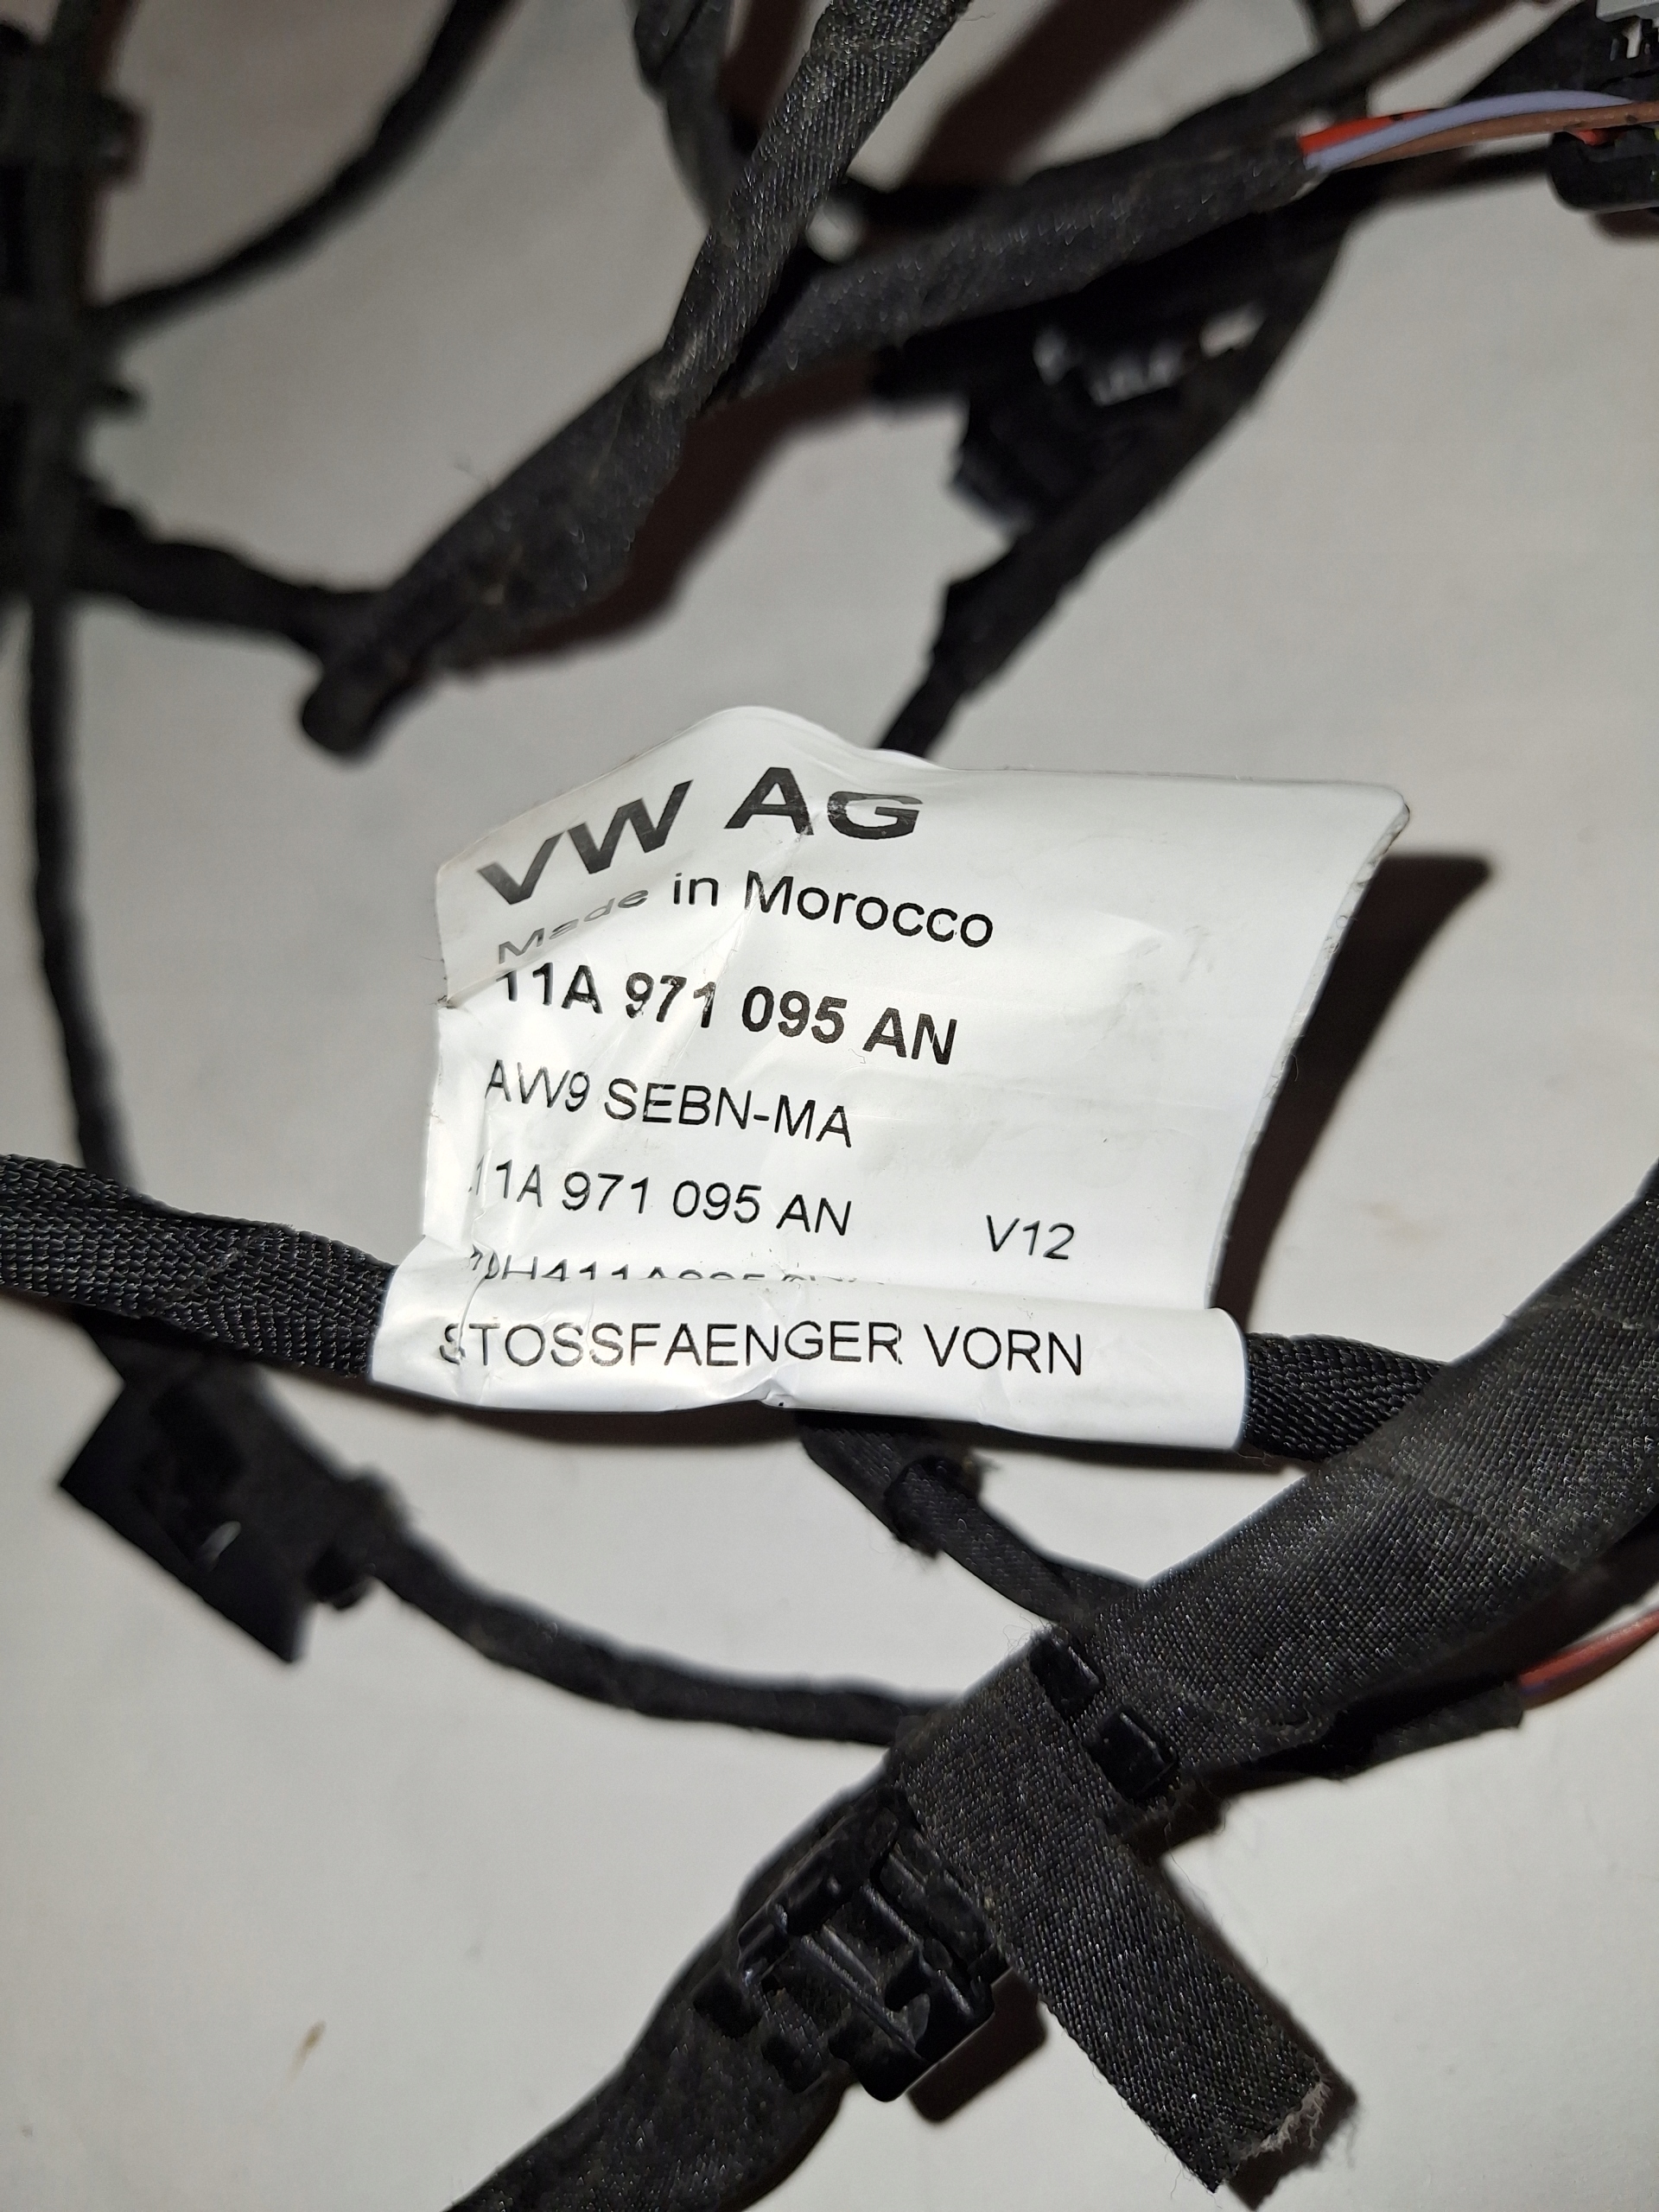 VW AG
Made in Morocco
11A 971 095 AN
AW9 SEBN-MA
11A 971 095 AN V12
STOSSFAENGER VORN